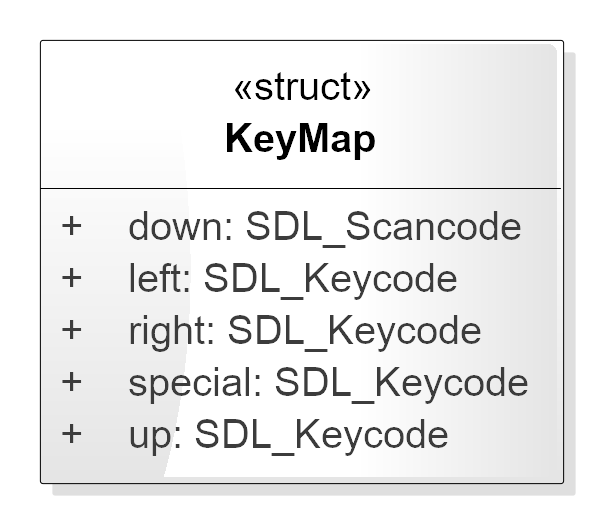 «struct»
KeyMap
+ down: SDL_Scancode
+ left: SDL_Keycode
+ right: SDL_Keycode
+ special: SDL_Keycode
+ up: SDL_Keycode